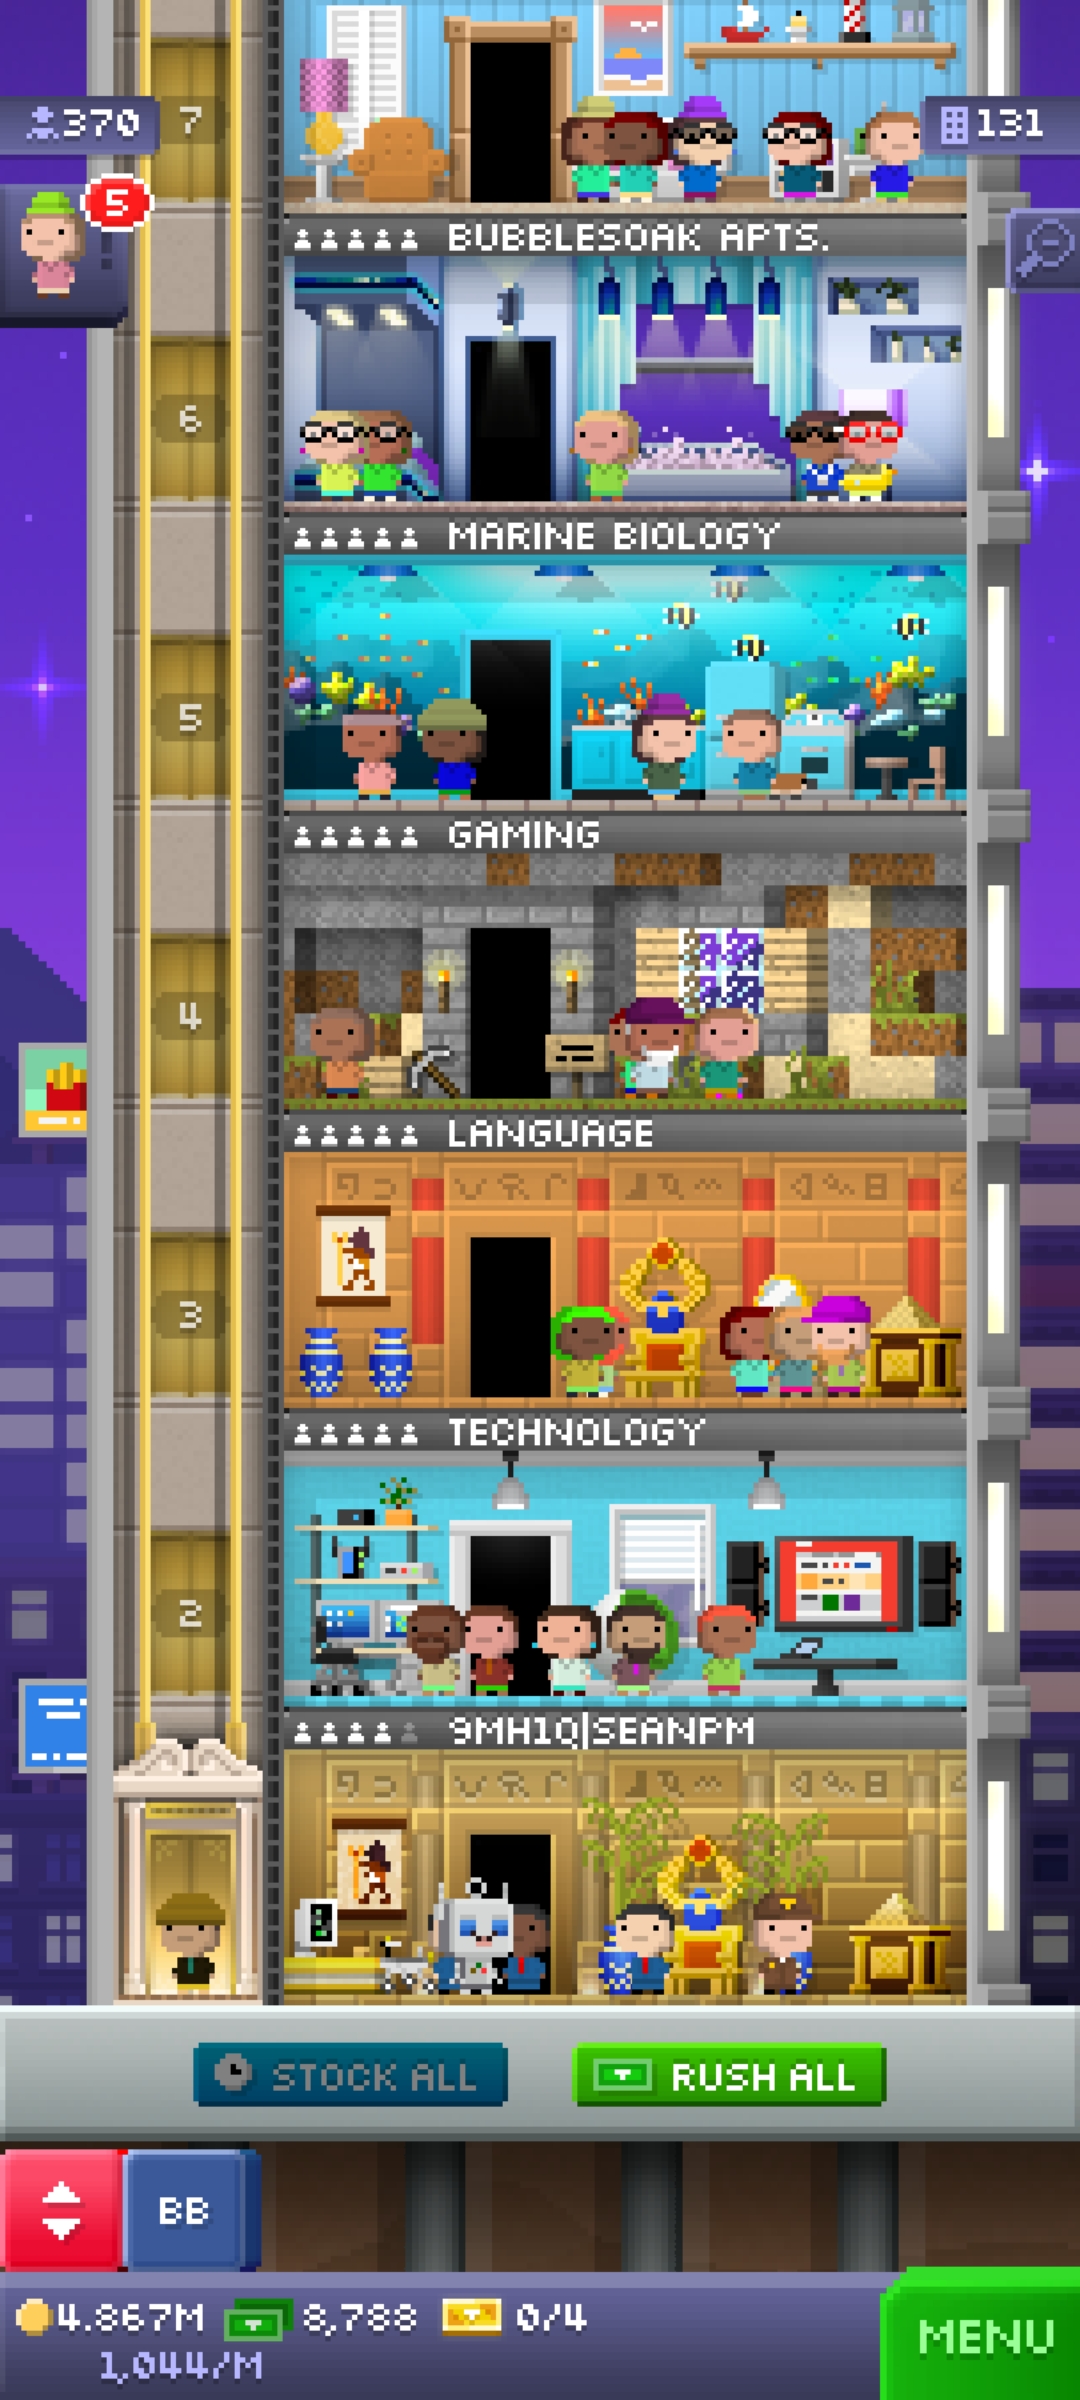 370
7
131
5
BUBBLESOAK APTS.
6
MARINE BIOLOGY
5
GAMING
4
LANGUAGE
3
TECHNOLOGY
2
9MH1Q|SEANPM
STOCK ALL
RUSH ALL
BB
4.867M
8,788
0/4
MENU
1,044/M